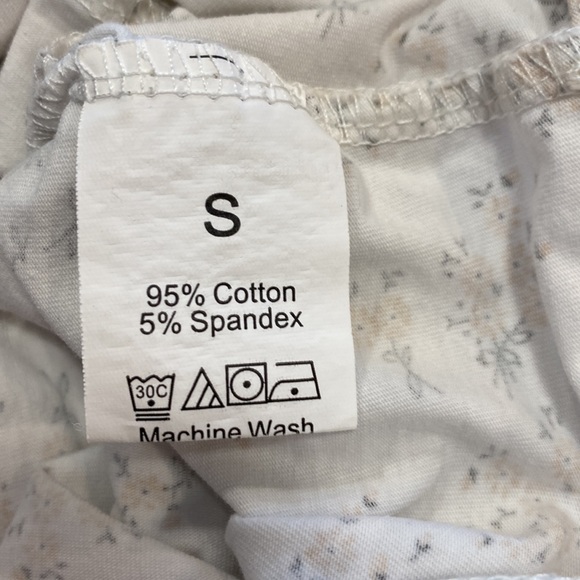 S
95% Cotton
5% Spandex
30C
Machine Wash